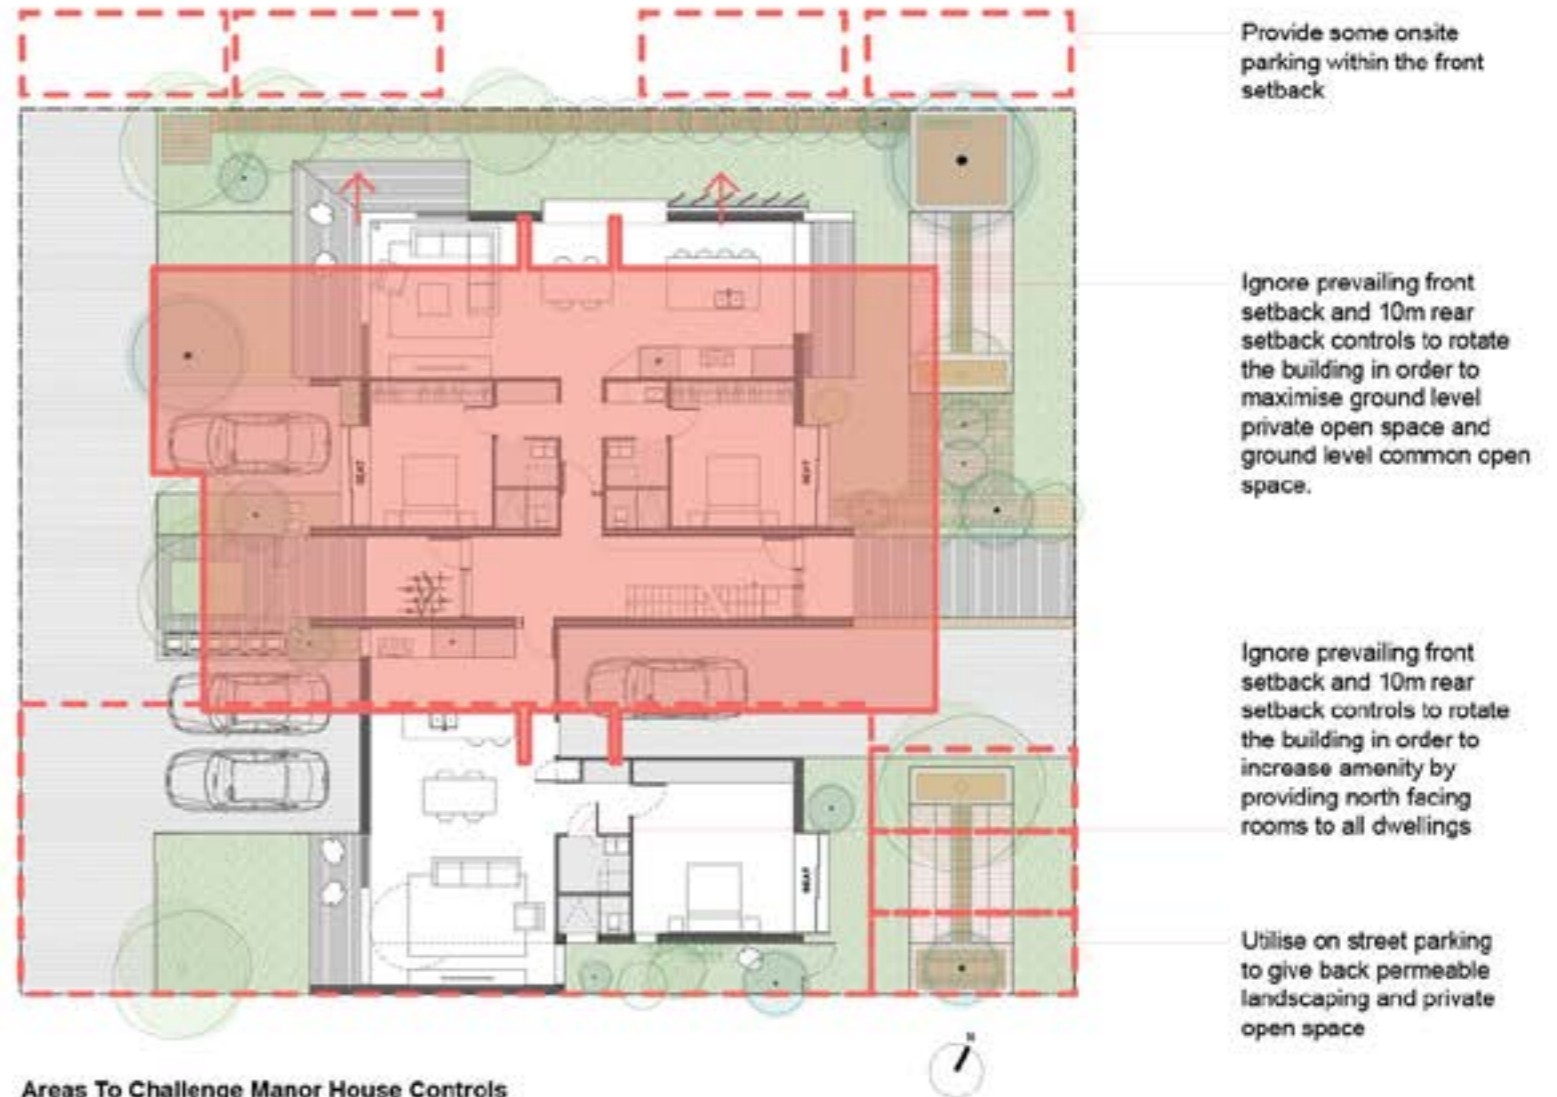 Provide some onsite
parking within the front
setback
Ignore prevailing front
setback and 10m rear
setback controls to rotate
the building in order to
maximise ground level
private open space and
ground level common open
space.
SEAT
SEAT
Ignore prevailing front
setback and 10m rear
setback controls to rotate
the building in order to
increase amenity by
providing north facing
rooms to all dwellings
SEAT
Utilise on street parking
to give back permeable
landscaping and private
open space
N
Areas To Challenge Manor House Controls